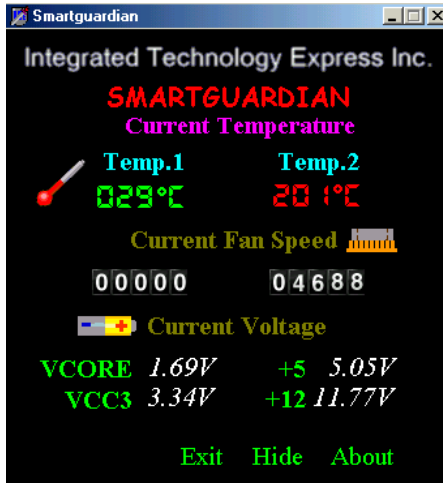 Smartguardian
Integrated Technology Express Inc.
SMARTGUARDIAN
Current Temperature
Temp.1 Temp.2
029°C 201°C
Current Fan Speed
00000 04688
Current Voltage
VCORE 1.69V +5 5.05V
VCC3 3.34V +12 11.77V
Exit Hide About